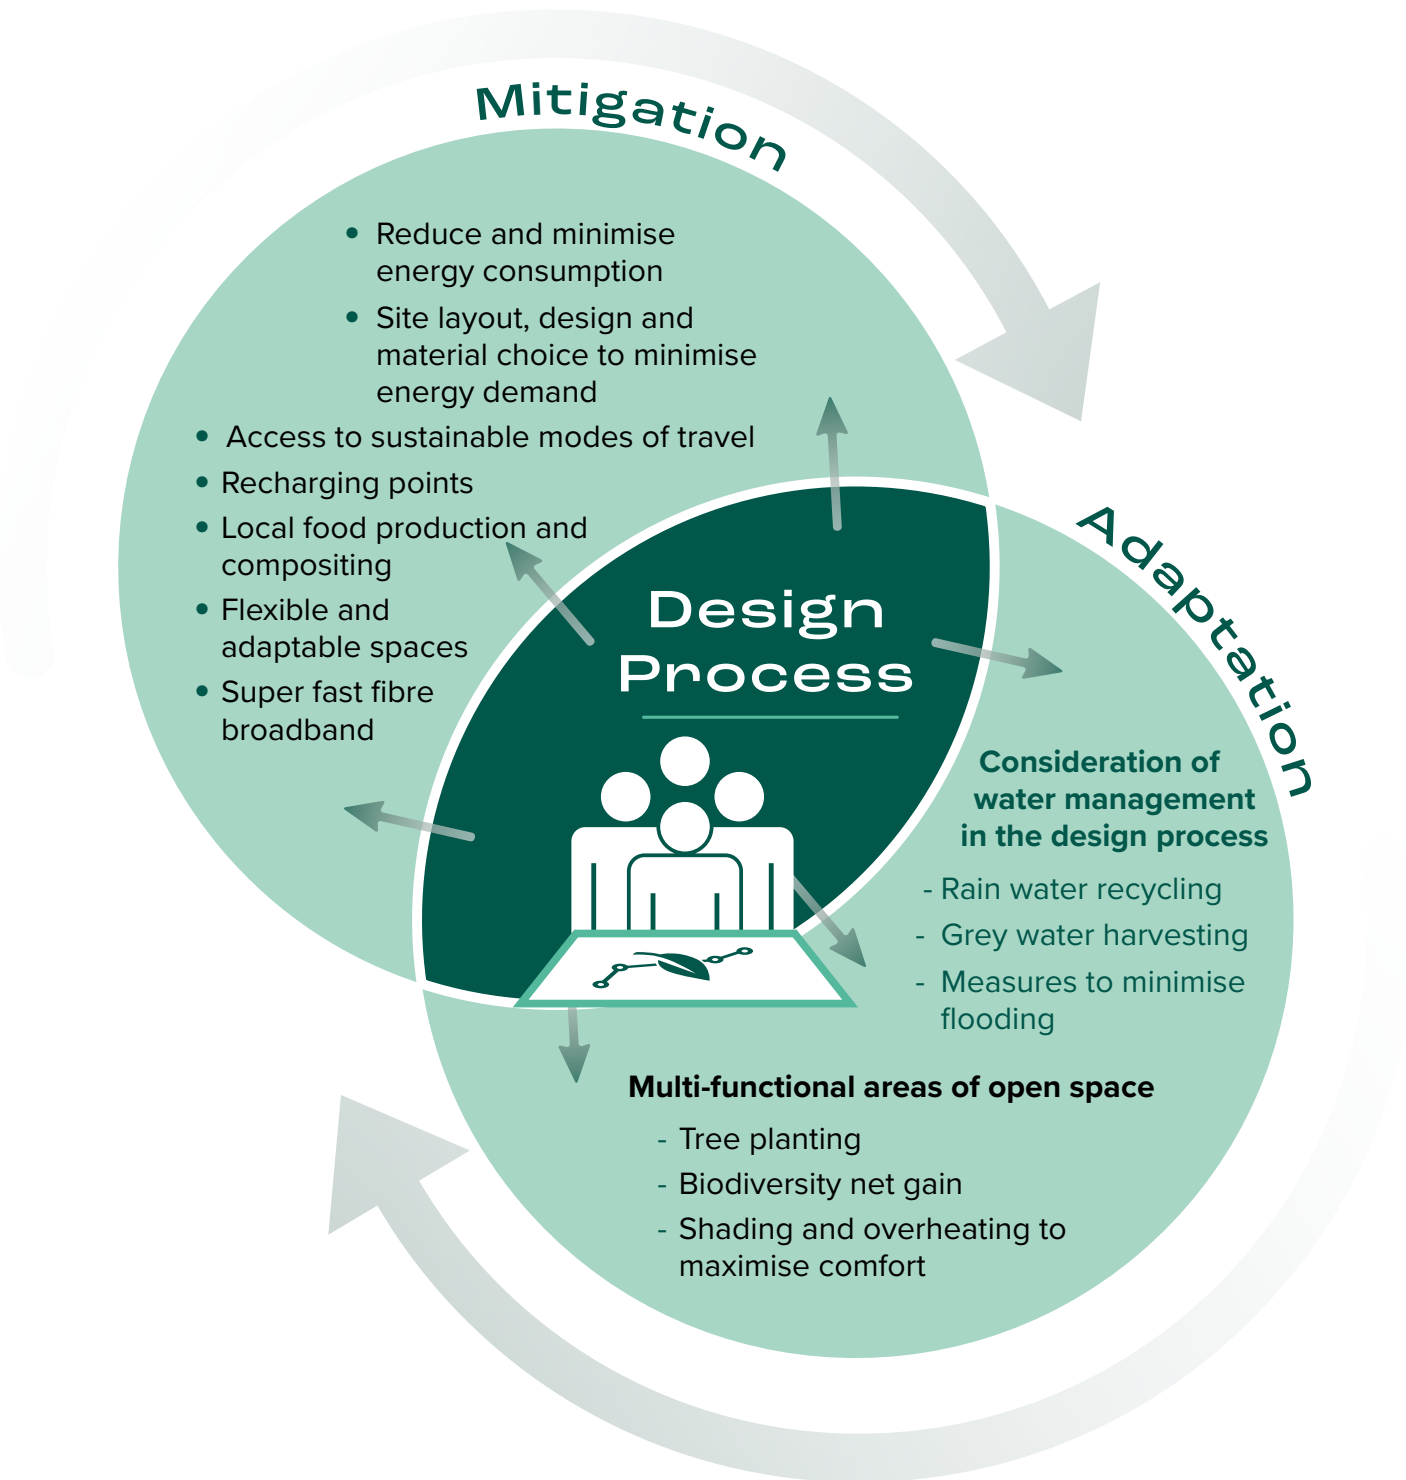 Mitigation
• Reduce and minimise
energy consumption
• Site layout, design and
material choice to minimise
energy demand
• Access to sustainable modes of travel
• Recharging points
• Local food production and
compositing
• Flexible and
adaptable spaces
• Super fast fibre
broadband
Design
Process
Adaptation
Consideration of
water management
in the design process
- Rain water recycling
- Grey water harvesting
- Measures to minimise
flooding
Multi-functional areas of open space
- Tree planting
- Biodiversity net gain
- Shading and overheating to
maximise comfort